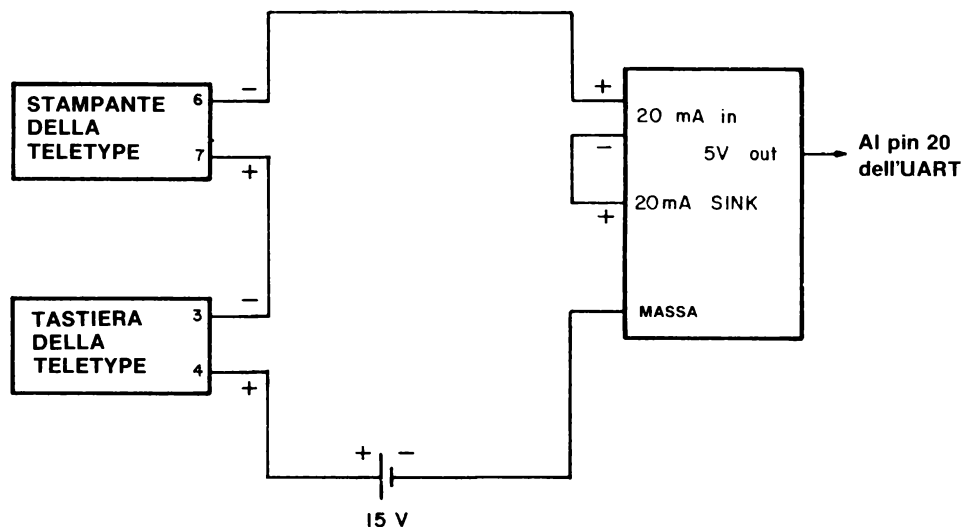 STAMPANTE
DELLA
TELETYPE
6
7
−
+
TASTIERA
DELLA
TELETYPE
3
4
−
+
+
−
15 V
+
20 mA in
−
5V out
+
20mA SINK
MASSA
Al pin 20
dell'UART